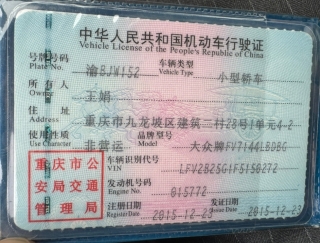 中华人民共和国机动车行驶证
Vehicle License of the People's Republic of China
号牌号码 渝BJW152 车辆类型 小型轿车
Plate No. Vehicle Type
所有人 王娟
Owner
住址 重庆市九龙坡区建筑二村28号1单元4-2
Address
使用性质 非营运 品牌型号 大众牌FV7144LBDBG
Use Character Model
重庆市公 车辆识别代号 LFV2B25G1F5150272
安局交通 VIN
管理局 发动机号码 015772
Engine No.
注册日期 2015-12-23 发证日期 2015-12-23
Register Date Issue Date